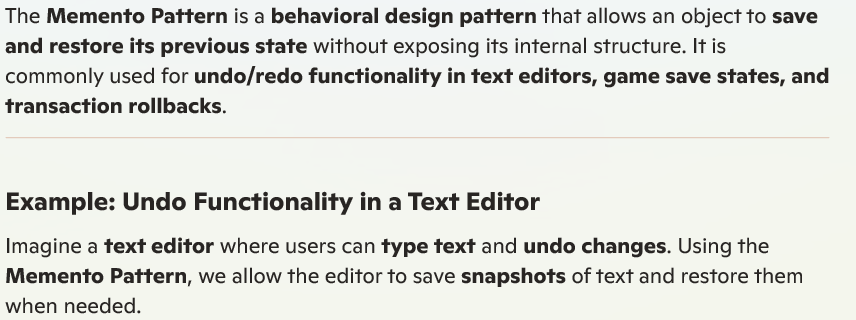 The Memento Pattern is a behavioral design pattern that allows an object to save
and restore its previous state without exposing its internal structure. It is
commonly used for undo/redo functionality in text editors, game save states, and
transaction rollbacks.
Example: Undo Functionality in a Text Editor
Imagine a text editor where users can type text and undo changes. Using the
Memento Pattern, we allow the editor to save snapshots of text and restore them
when needed.